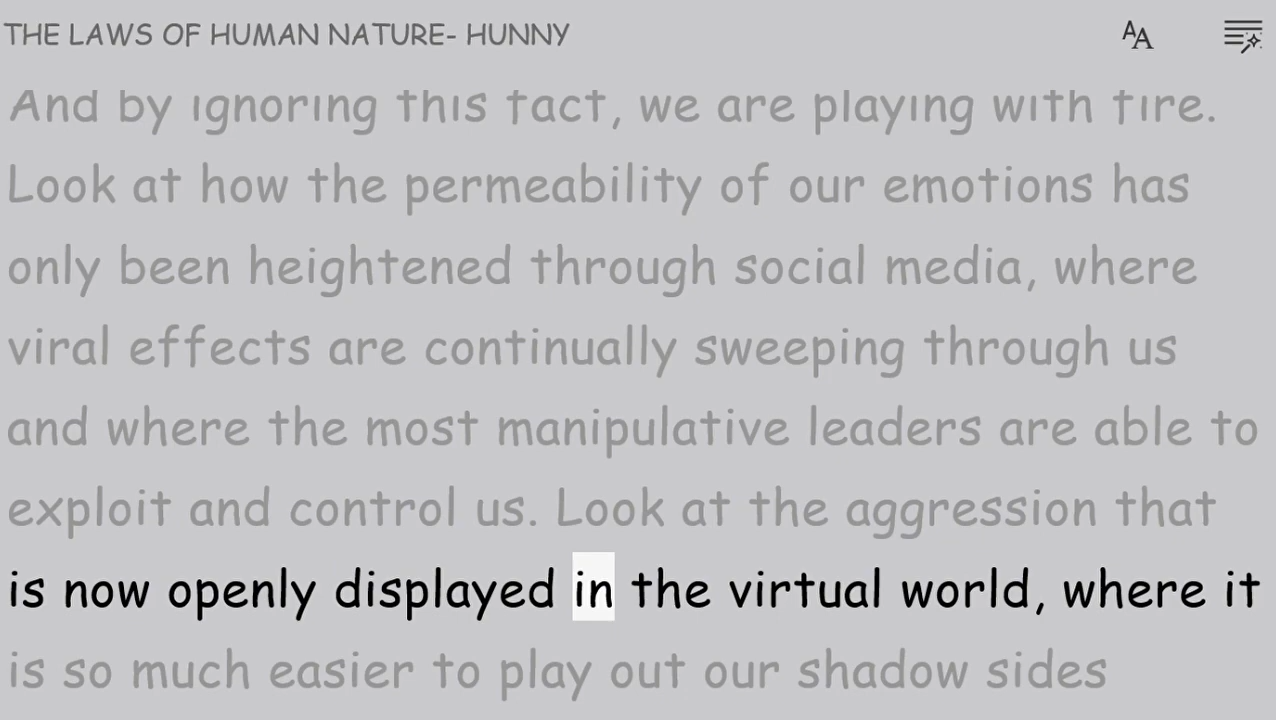 THE LAWS OF HUMAN NATURE- HUNNY
AA
And by ignoring this fact, we are playing with fire.
Look at how the permeability of our emotions has
only been heightened through social media, where
viral effects are continually sweeping through us
and where the most manipulative leaders are able to
exploit and control us. Look at the aggression that
is now openly displayed in the virtual world, where it
is so much easier to play out our shadow sides